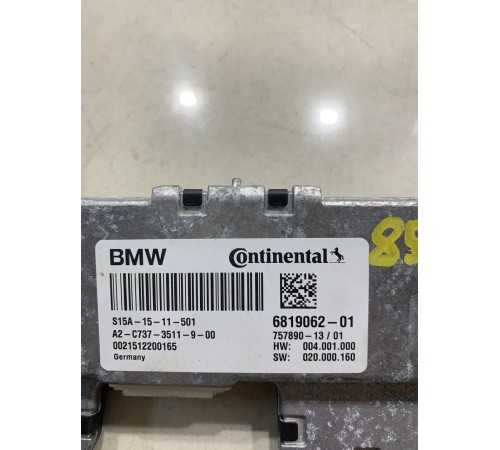 BMW
Continental
S15A-15-11-501
A2-C737-3511-9-00
0021512200165
Germany
6819062-01
757890-13/01
HW: 004.001.000
SW: 020.000.160